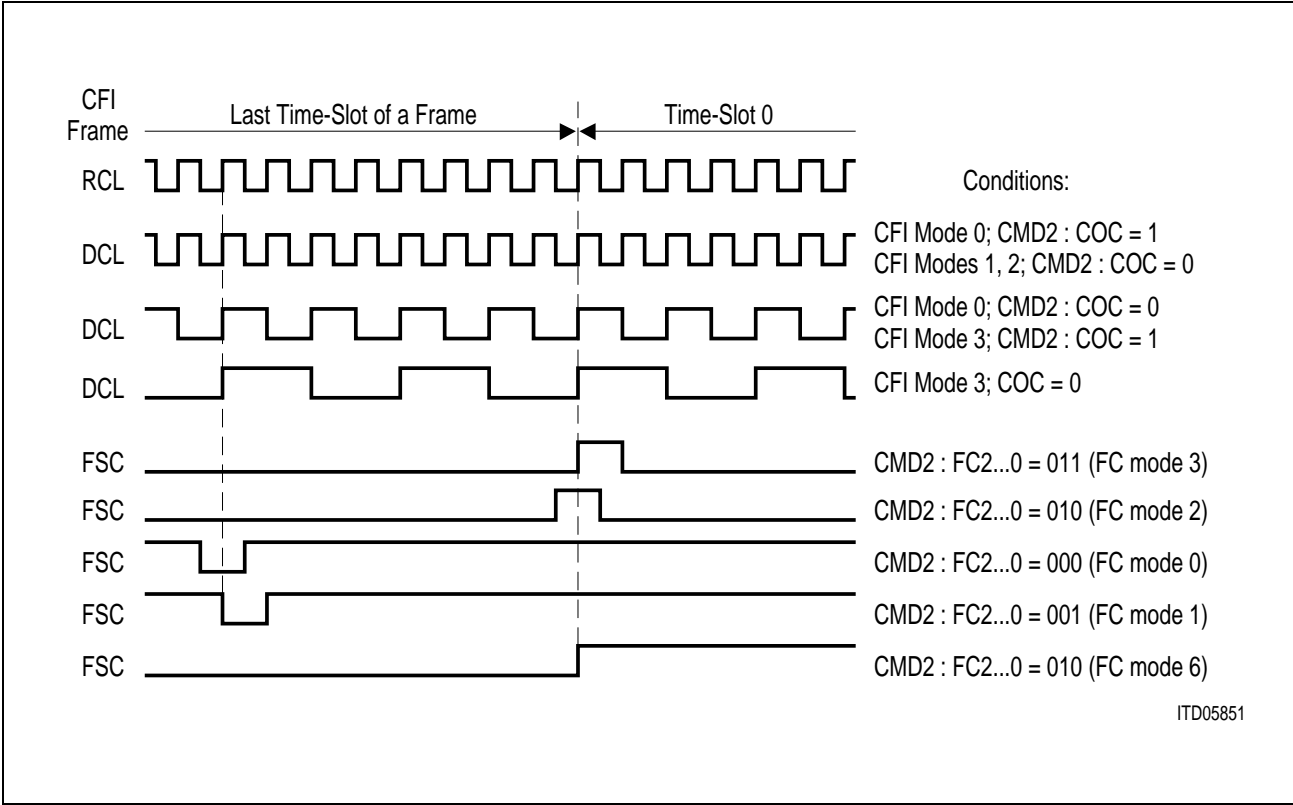 CFI
Frame
Last Time-Slot of a Frame
Time-Slot 0
RCL
Conditions:
DCL
CFI Mode 0; CMD2 : COC = 1
CFI Modes 1, 2; CMD2 : COC = 0
DCL
CFI Mode 0; CMD2 : COC = 0
CFI Mode 3; CMD2 : COC = 1
DCL
CFI Mode 3; COC = 0
FSC
CMD2 : FC2...0 = 011 (FC mode 3)
FSC
CMD2 : FC2...0 = 010 (FC mode 2)
FSC
CMD2 : FC2...0 = 000 (FC mode 0)
FSC
CMD2 : FC2...0 = 001 (FC mode 1)
FSC
CMD2 : FC2...0 = 010 (FC mode 6)
ITD05851